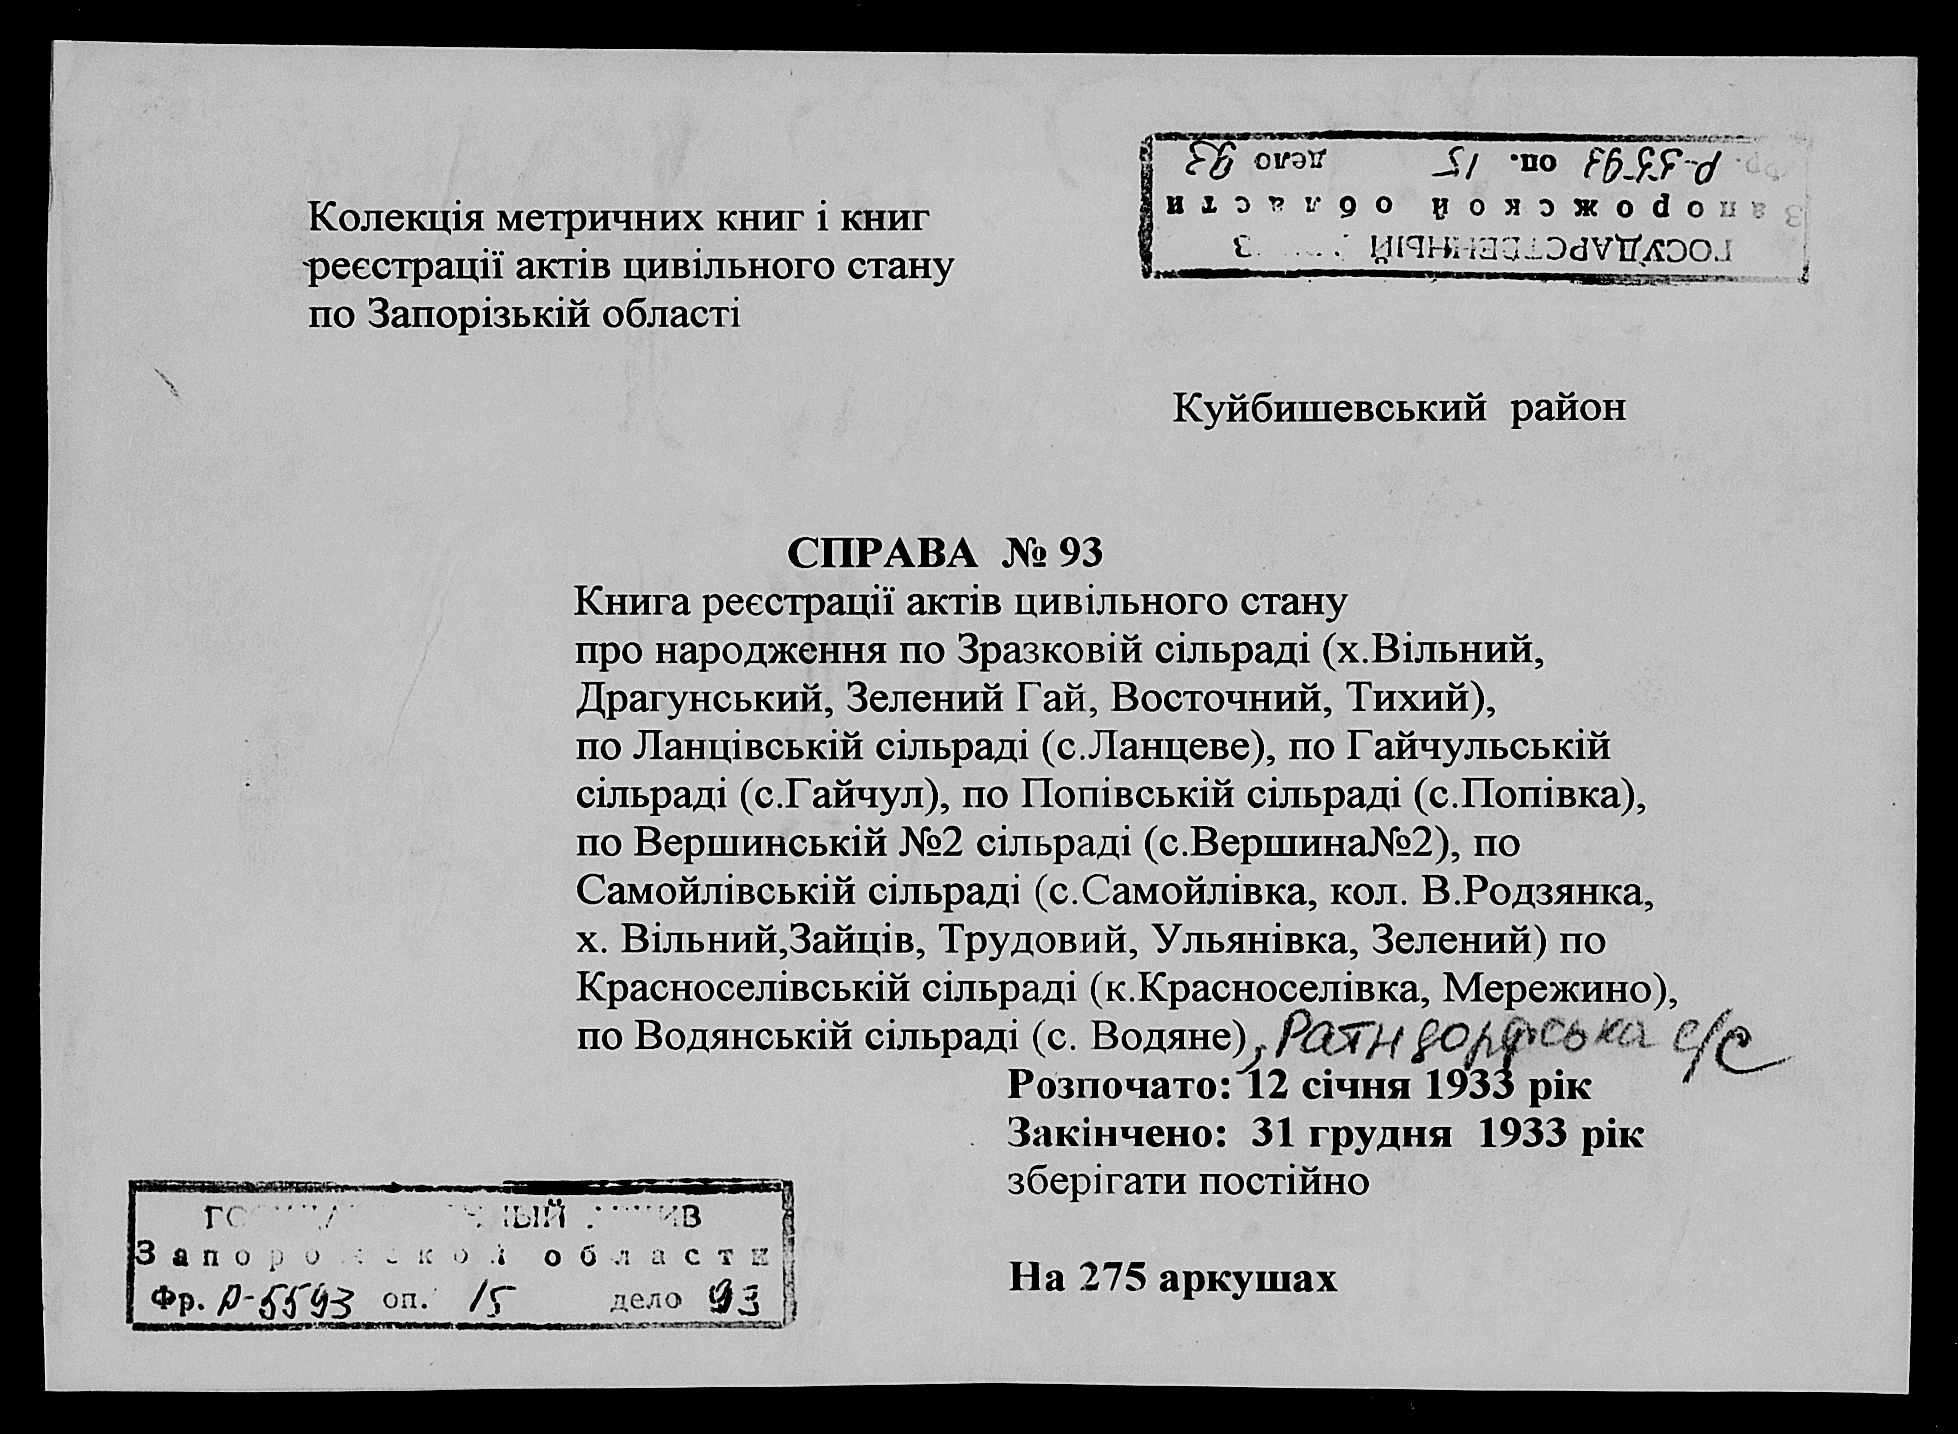 Колекція метричних книг і книг
реєстрації актів цивільного стану
по Запорізькій області
ГОСУДАРСТВЕННЫЙ
Запорожской области
Фр. Р-5593 оп. 15 дело 93
Куйбишевський район
СПРАВА № 93
Книга реєстрації актів цивільного стану
про народження по Зразковій сільраді (х.Вільний,
Драгунський, Зелений Гай, Восточний, Тихий),
по Ланцівській сільраді (с.Ланцеве), по Гайчульській
сільраді (с.Гайчул), по Попівській сільраді (с.Попівка),
по Вершинській №2 сільраді (с.Вершина№2), по
Самойлівській сільраді (с.Самойлівка, кол. В.Родзянка,
х. Вільний,Зайців, Трудовий, Ульянівка, Зелений) по
Красноселівській сільраді (к.Красноселівка, Мережино),
по Водянській сільраді (с. Водяне), Ратндорфська с/с
Розпочато: 12 січня 1933 рік
Закінчено: 31 грудня 1933 рік
зберігати постійно
На 275 аркушах
Запорожской области
Фр. Р-5593 оп. 15 дело 93